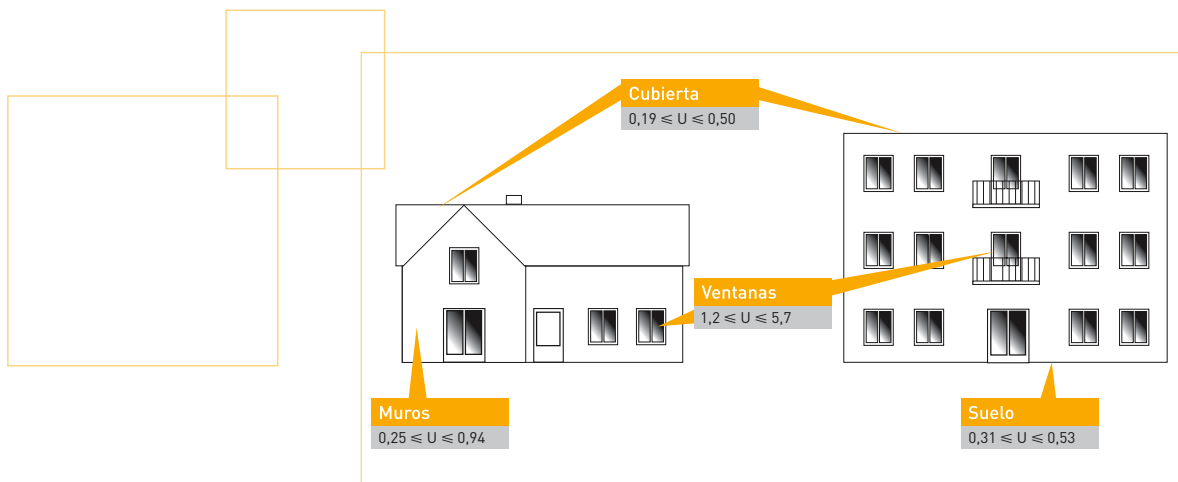 Cubierta
0,19 ≤ U ≤ 0,50
Ventanas
1,2 ≤ U ≤ 5,7
Muros
0,25 ≤ U ≤ 0,94
Suelo
0,31 ≤ U ≤ 0,53